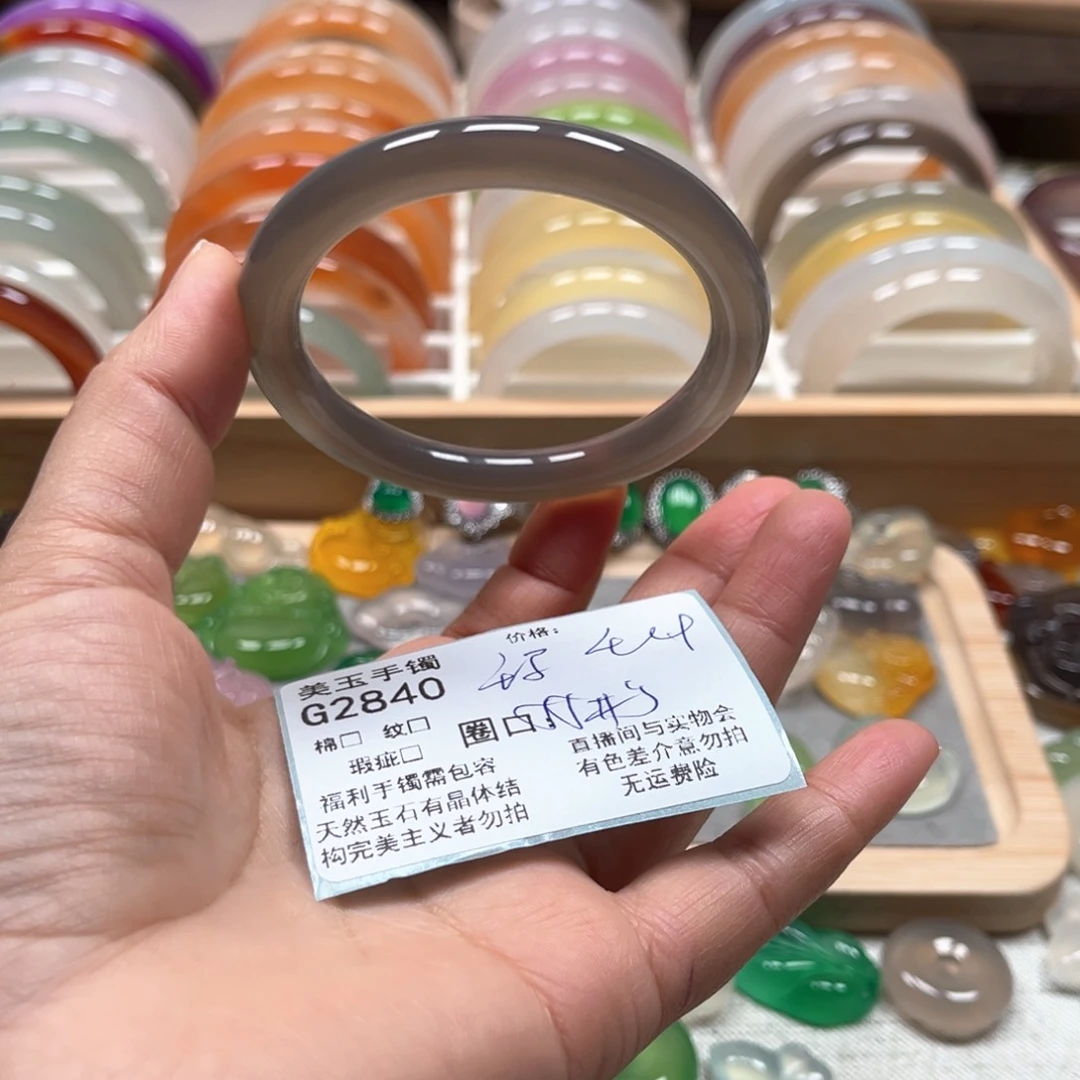 价格:
美玉手镯
G2840
棉□ 纹□ 圈口:
瑕疵□
福利手镯需包容
天然玉石有晶体结
构完美主义者勿拍
直播间与实物会
有色差介意勿拍
无运费险